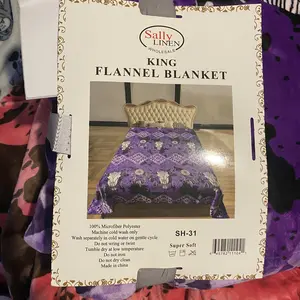 Sally
LINEN
WHOLESALE
KING
FLANNEL BLANKET
100% Microfiber Polyester
Machine cold wash only
Wash separately in cold water on gentle cycle
Do not wring or twist
Tumble dry at low temperature
Do not iron
Do not dry clean
Made in china
SH-31
Super Soft